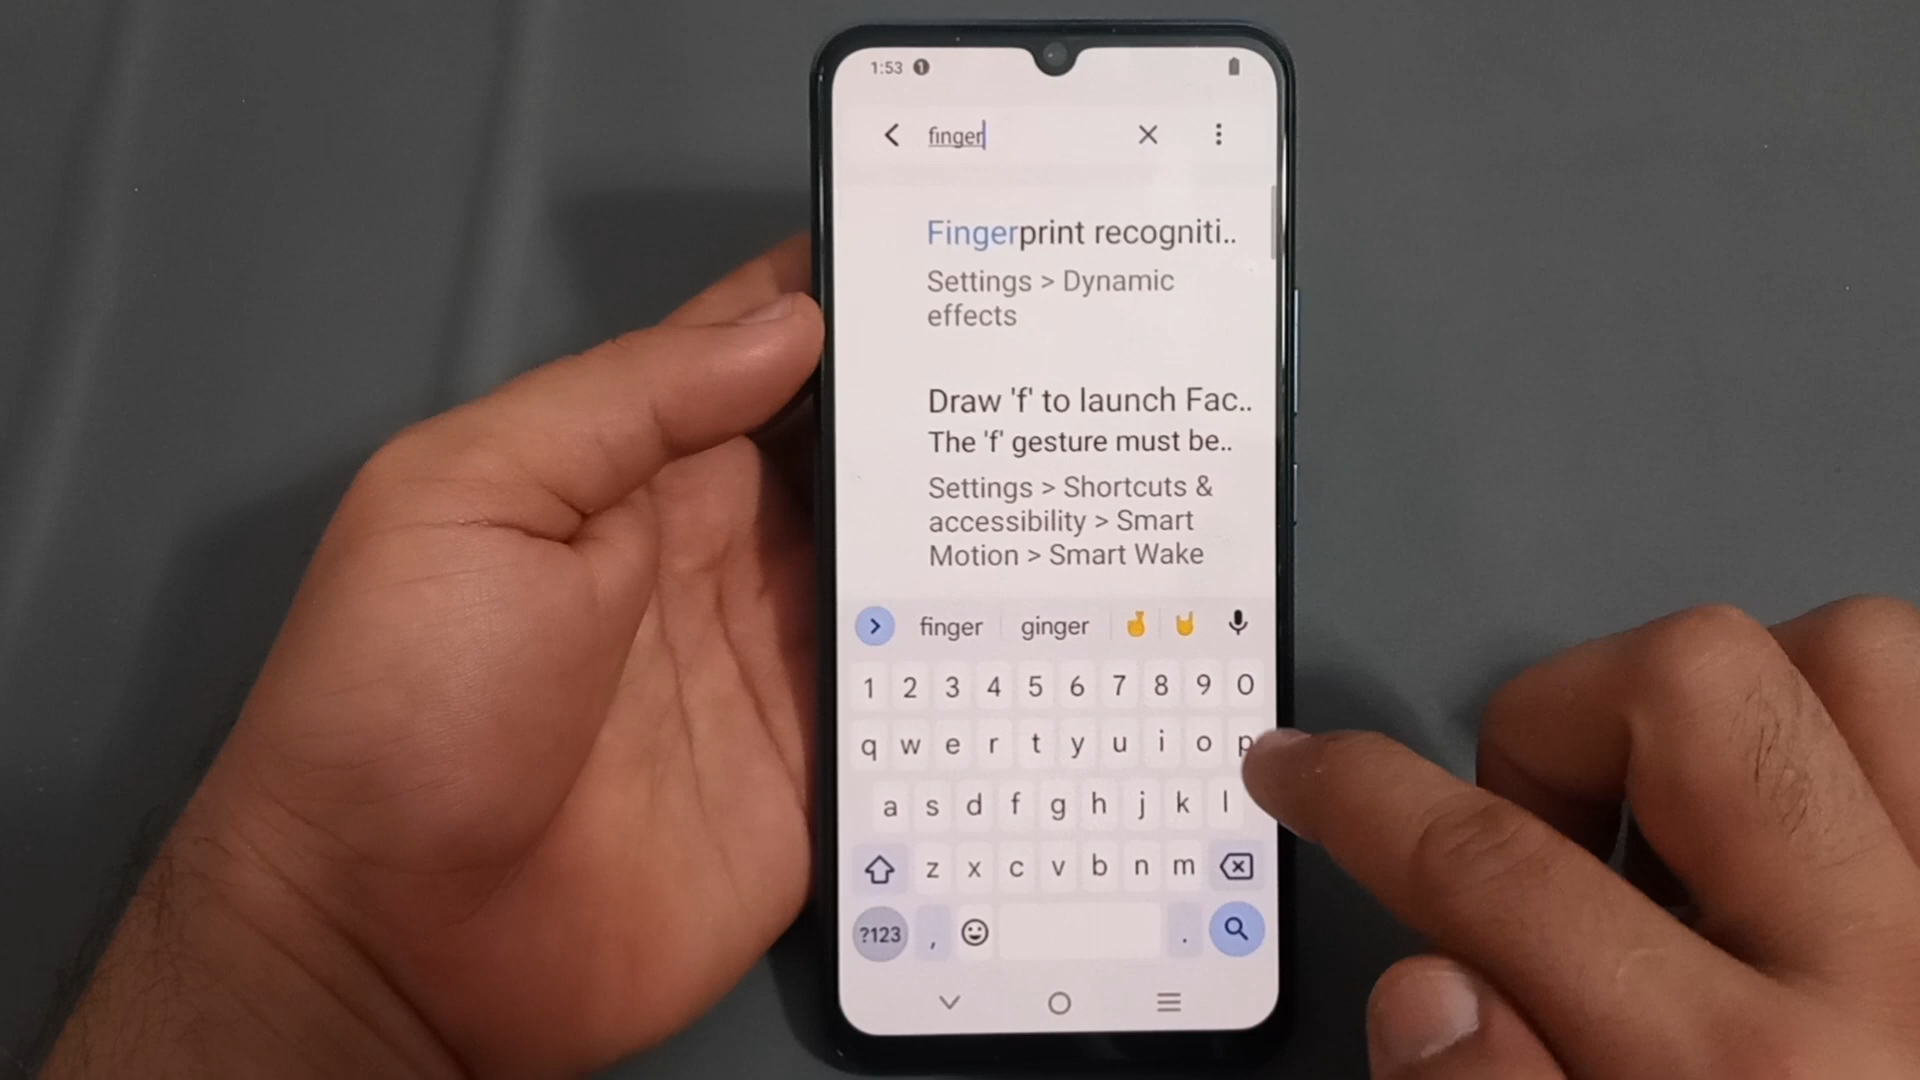 1:53 1
finger
Fingerprint recogniti..
Settings > Dynamic
effects
Draw 'f' to launch Fac..
The 'f' gesture must be..
Settings > Shortcuts &
accessibility > Smart
Motion > Smart Wake
finger ginger
1 2 3 4 5 6 7 8 9 0
q w e r t y u i o p
a s d f g h j k l
z x c v b n m
?123 , .